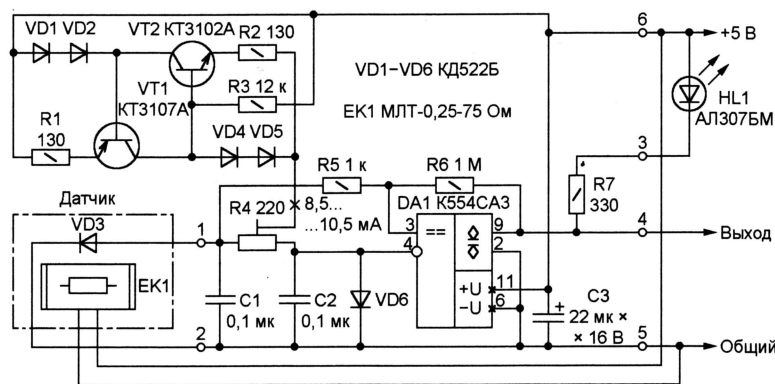 VD1 VD2
VT2 КТ3102А
R2 130
6
+5 В
VT1
КТ3107А
R3 12 к
VD1–VD6 КД522Б
ЕК1 МЛТ-0,25-75 Ом
HL1
АЛ307БМ
R1
130
VD4 VD5
R5 1 к
R6 1 М
3
R7
330
Датчик
VD3
1
R4 220
× 8,5...
...10,5 мА
DA1 К554СА3
3
4
==
9
2
4
Выход
EK1
C1
0,1 мк
C2
0,1 мк
VD6
+U
–U
11
6
+
C3
22 мк ×
× 16 В
2
5
Общий